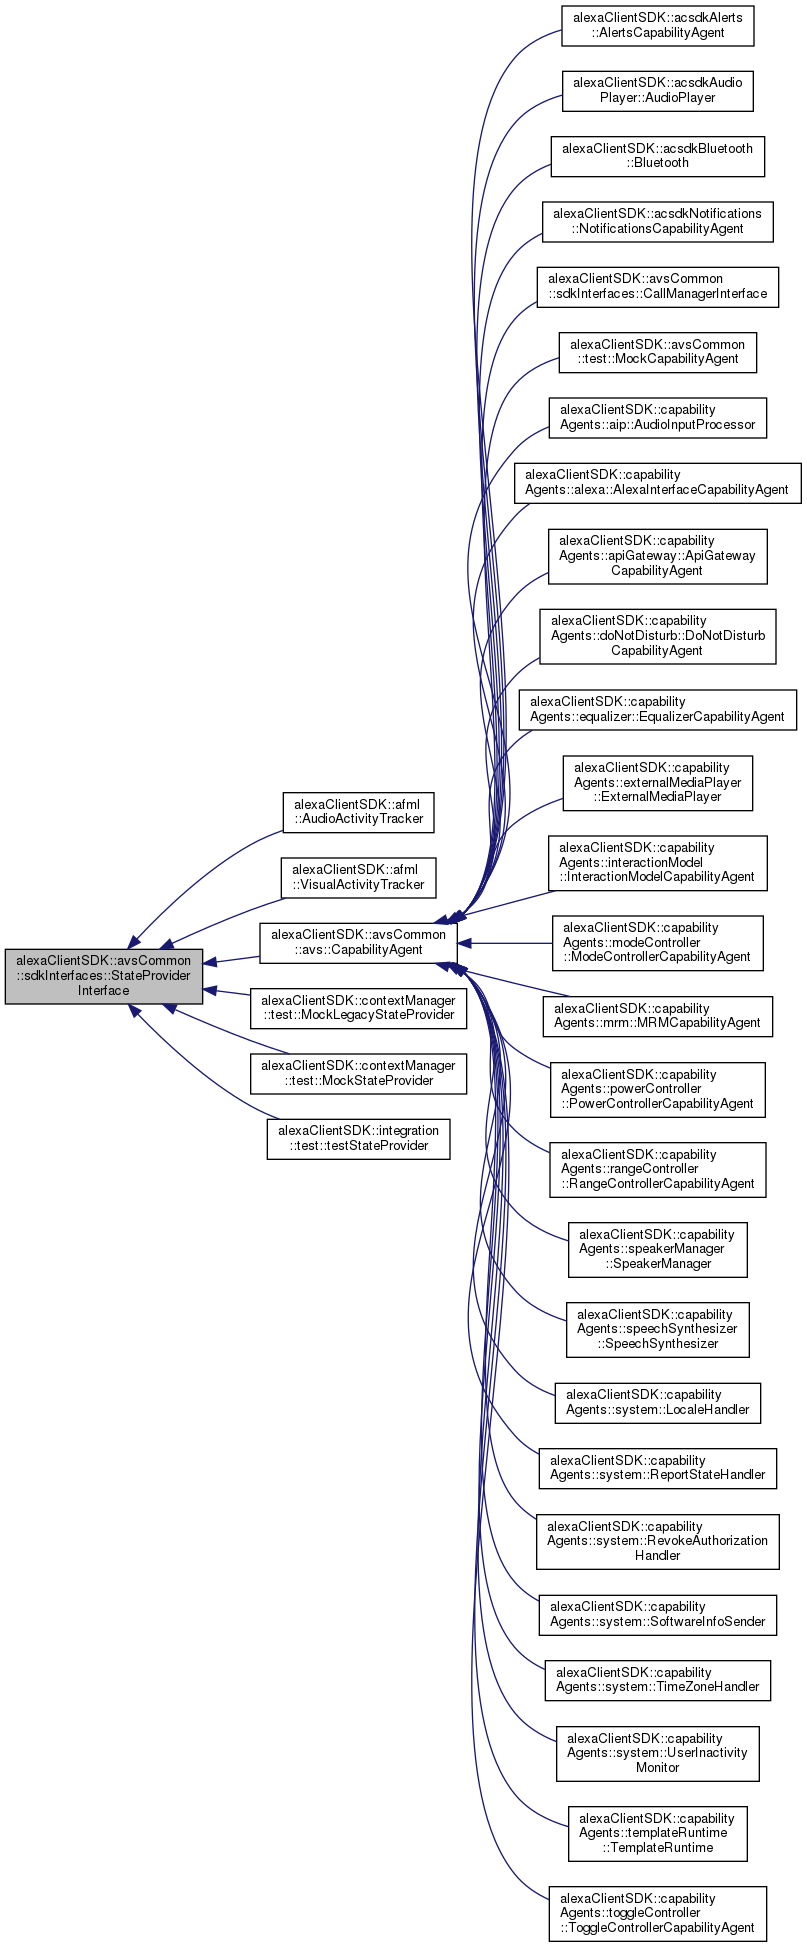 alexaClientSDK::acsdkAlerts
::AlertsCapabilityAgent
alexaClientSDK::acsdkAudio
Player::AudioPlayer
alexaClientSDK::acsdkBluetooth
::Bluetooth
alexaClientSDK::acsdkNotifications
::NotificationsCapabilityAgent
alexaClientSDK::avsCommon
::sdkInterfaces::CallManagerInterface
alexaClientSDK::avsCommon
::test::MockCapabilityAgent
alexaClientSDK::capability
Agents::aip::AudioInputProcessor
alexaClientSDK::capability
Agents::alexa::AlexaInterfaceCapabilityAgent
alexaClientSDK::capability
Agents::apiGateway::ApiGateway
CapabilityAgent
alexaClientSDK::capability
Agents::doNotDisturb::DoNotDisturb
CapabilityAgent
alexaClientSDK::capability
Agents::equalizer::EqualizerCapabilityAgent
alexaClientSDK::capability
Agents::externalMediaPlayer
::ExternalMediaPlayer
alexaClientSDK::afml
::AudioActivityTracker
alexaClientSDK::capability
Agents::interactionModel
::InteractionModelCapabilityAgent
alexaClientSDK::afml
::VisualActivityTracker
alexaClientSDK::avsCommon
::avs::CapabilityAgent
alexaClientSDK::capability
Agents::modeController
::ModeControllerCapabilityAgent
alexaClientSDK::avsCommon
::sdkInterfaces::StateProvider
Interface
alexaClientSDK::contextManager
::test::MockLegacyStateProvider
alexaClientSDK::capability
Agents::mrm::MRMCapabilityAgent
alexaClientSDK::contextManager
::test::MockStateProvider
alexaClientSDK::capability
Agents::powerController
::PowerControllerCapabilityAgent
alexaClientSDK::integration
::test::testStateProvider
alexaClientSDK::capability
Agents::rangeController
::RangeControllerCapabilityAgent
alexaClientSDK::capability
Agents::speakerManager
::SpeakerManager
alexaClientSDK::capability
Agents::speechSynthesizer
::SpeechSynthesizer
alexaClientSDK::capability
Agents::system::LocaleHandler
alexaClientSDK::capability
Agents::system::ReportStateHandler
alexaClientSDK::capability
Agents::system::RevokeAuthorization
Handler
alexaClientSDK::capability
Agents::system::SoftwareInfoSender
alexaClientSDK::capability
Agents::system::TimeZoneHandler
alexaClientSDK::capability
Agents::system::UserInactivity
Monitor
alexaClientSDK::capability
Agents::templateRuntime
::TemplateRuntime
alexaClientSDK::capability
Agents::toggleController
::ToggleControllerCapabilityAgent